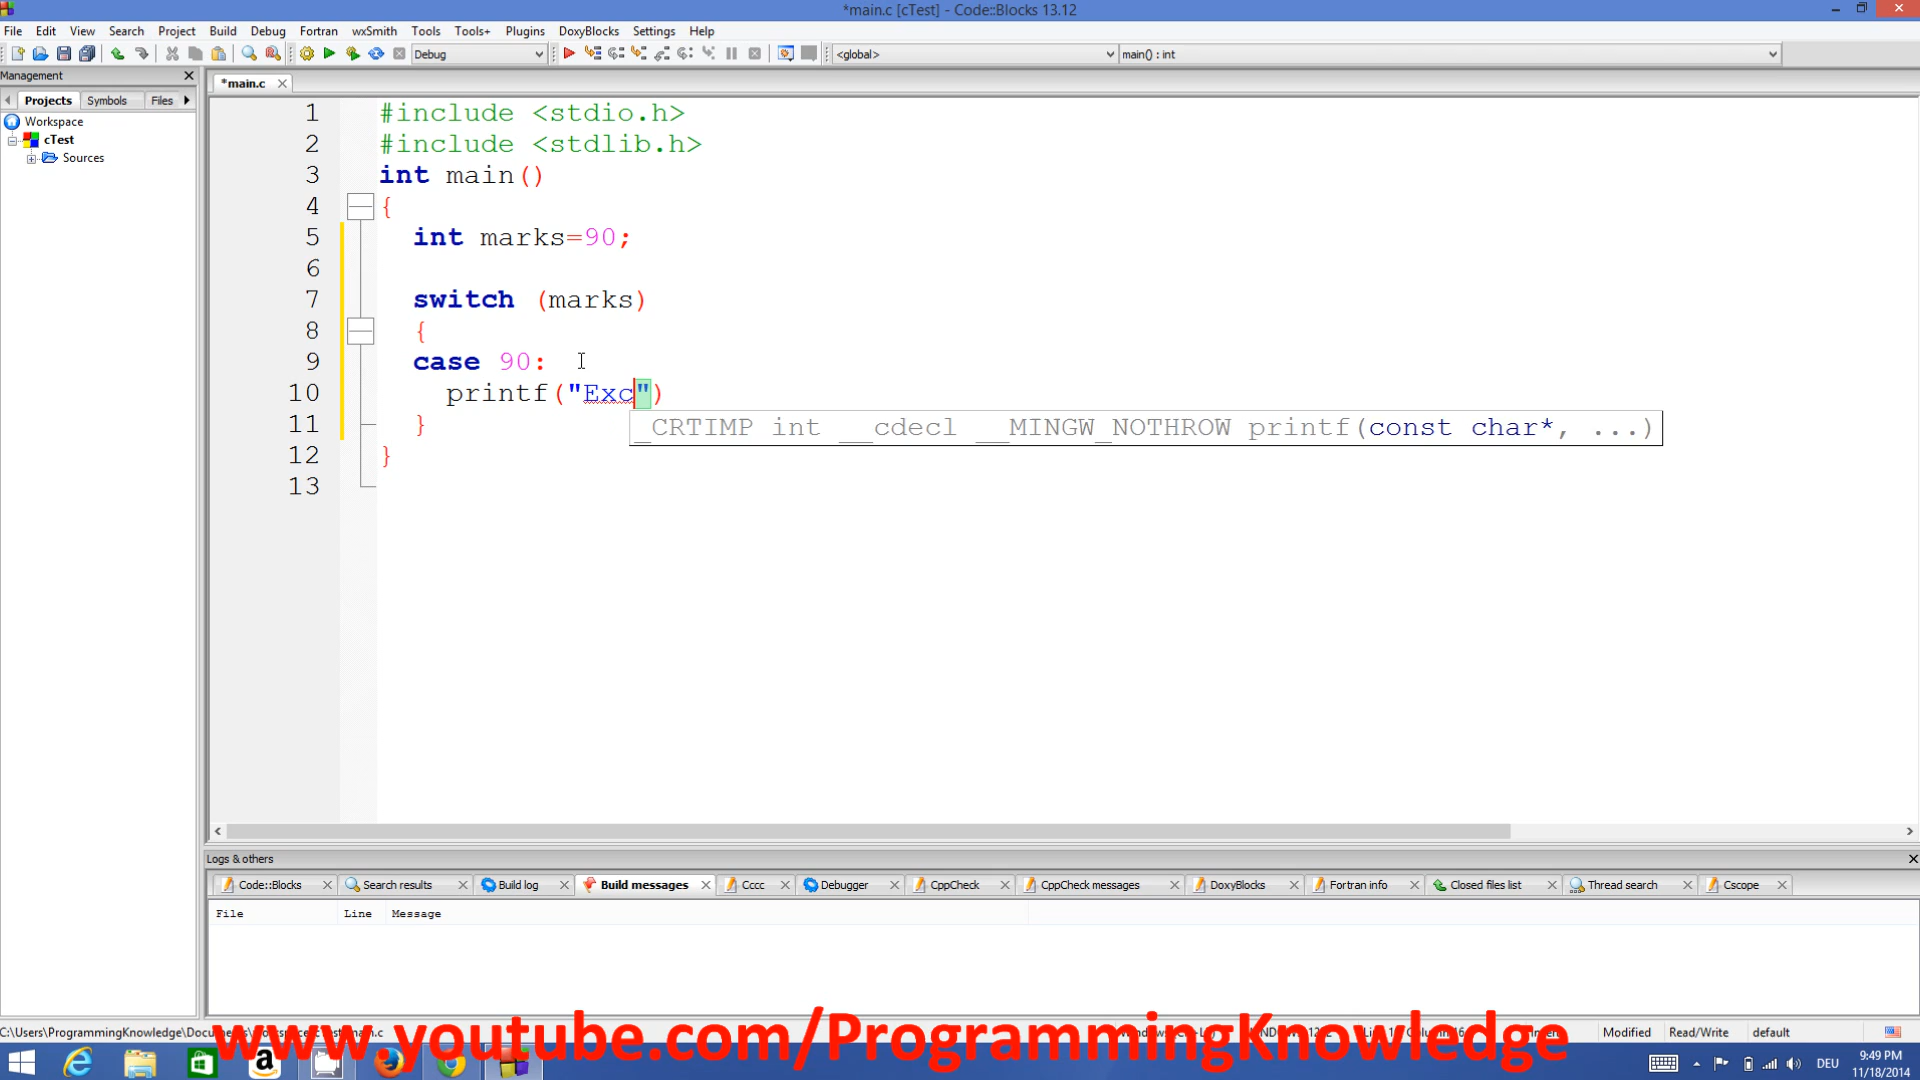 *main.c [cTest] - Code::Blocks 13.12
File Edit View Search Project Build Debug Fortran wxSmith Tools Tools+ Plugins DoxyBlocks Settings Help
Debug <global> main() : int
Management
*main.c
Projects Symbols Files
Workspace
cTest
Sources
1 #include <stdio.h>
2 #include <stdlib.h>
3 int main()
4 {
5 int marks=90;
6
7 switch (marks)
8 {
9 case 90:
10 printf("Exc")
11 }
_CRTIMP int __cdecl __MINGW_NOTHROW printf(const char*, ...)
12 }
13
Logs & others
Code::Blocks Search results Build log Build messages Cccc Debugger CppCheck CppCheck messages DoxyBlocks Fortran info Closed files list Thread search Cscope
File Line Message
www.youtube.com/ProgrammingKnowledge
Modified Read/Write default
DEU
9:49 PM
11/18/2014